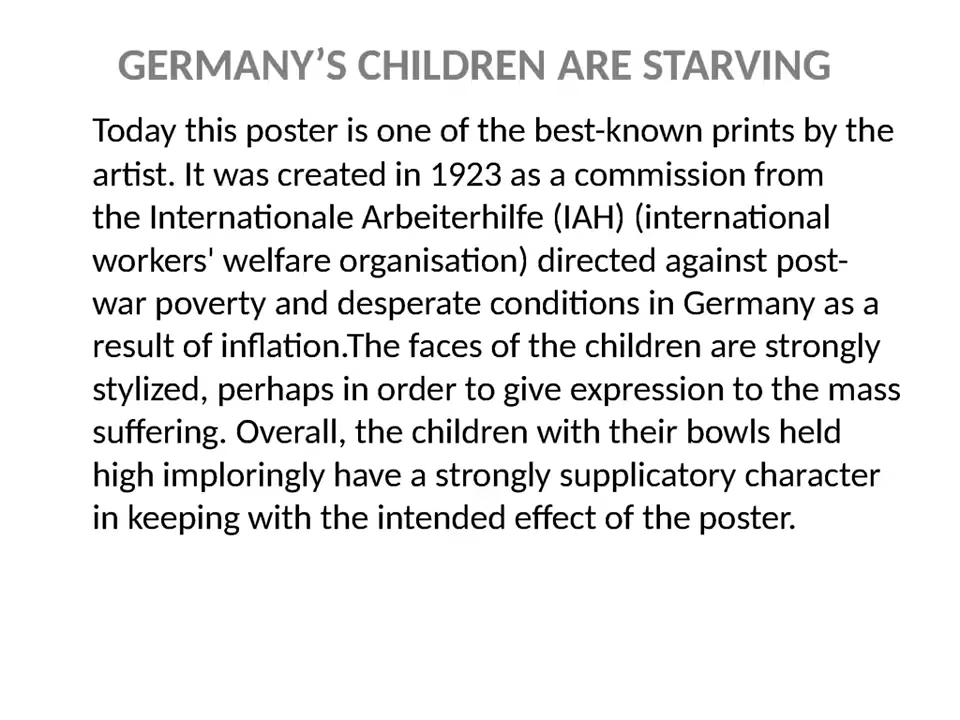 GERMANY’S CHILDREN ARE STARVING
Today this poster is one of the best-known prints by the
artist. It was created in 1923 as a commission from
the Internationale Arbeiterhilfe (IAH) (international
workers' welfare organisation) directed against post-
war poverty and desperate conditions in Germany as a
result of inflation.The faces of the children are strongly
stylized, perhaps in order to give expression to the mass
suffering. Overall, the children with their bowls held
high imploringly have a strongly supplicatory character
in keeping with the intended effect of the poster.